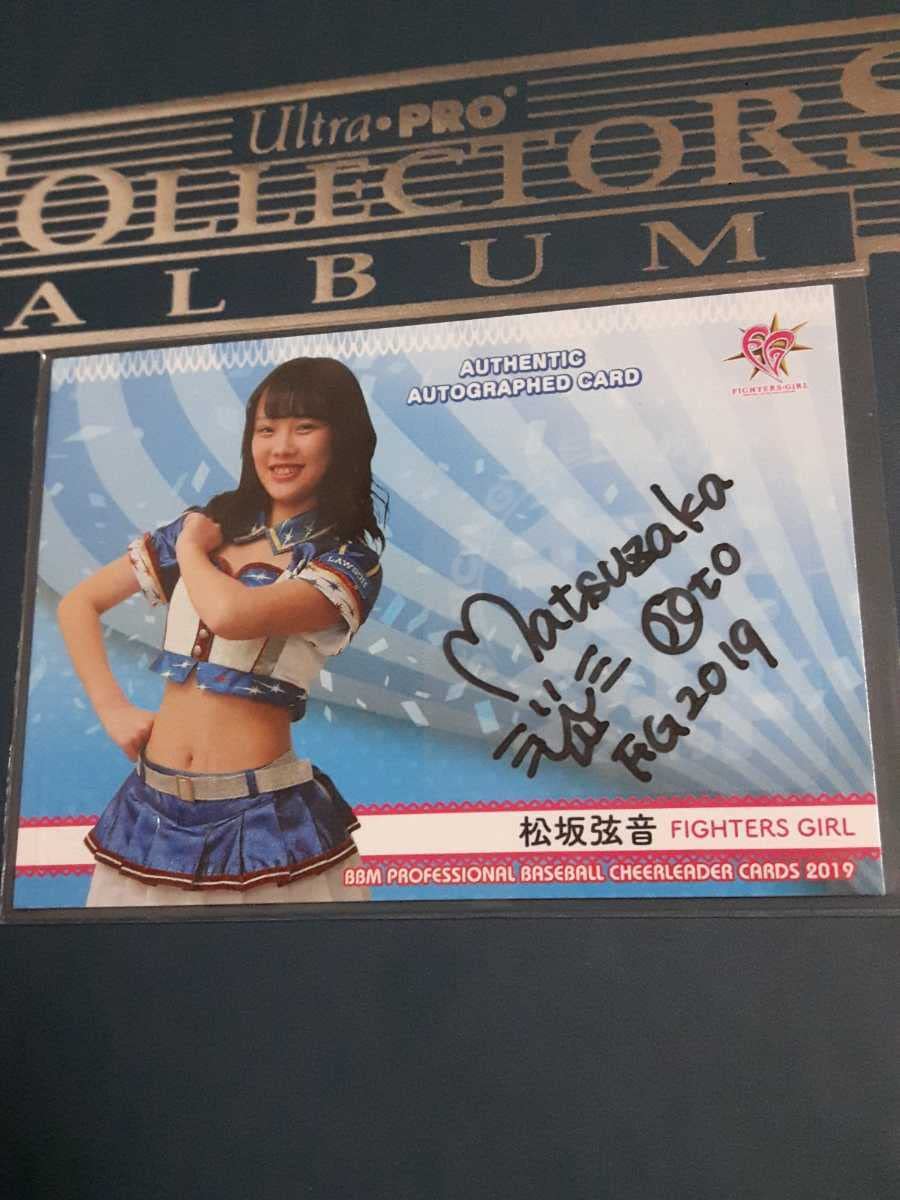 Ultra•PRO®
COLLECTORS
ALBUM
AUTHENTIC
AUTOGRAPHED CARD
FIGHTERS GIRL
LAWSON
Matsuzaka
Oto
FG2019
松坂弦音 FIGHTERS GIRL
BBM PROFESSIONAL BASEBALL CHEERLEADER CARDS 2019